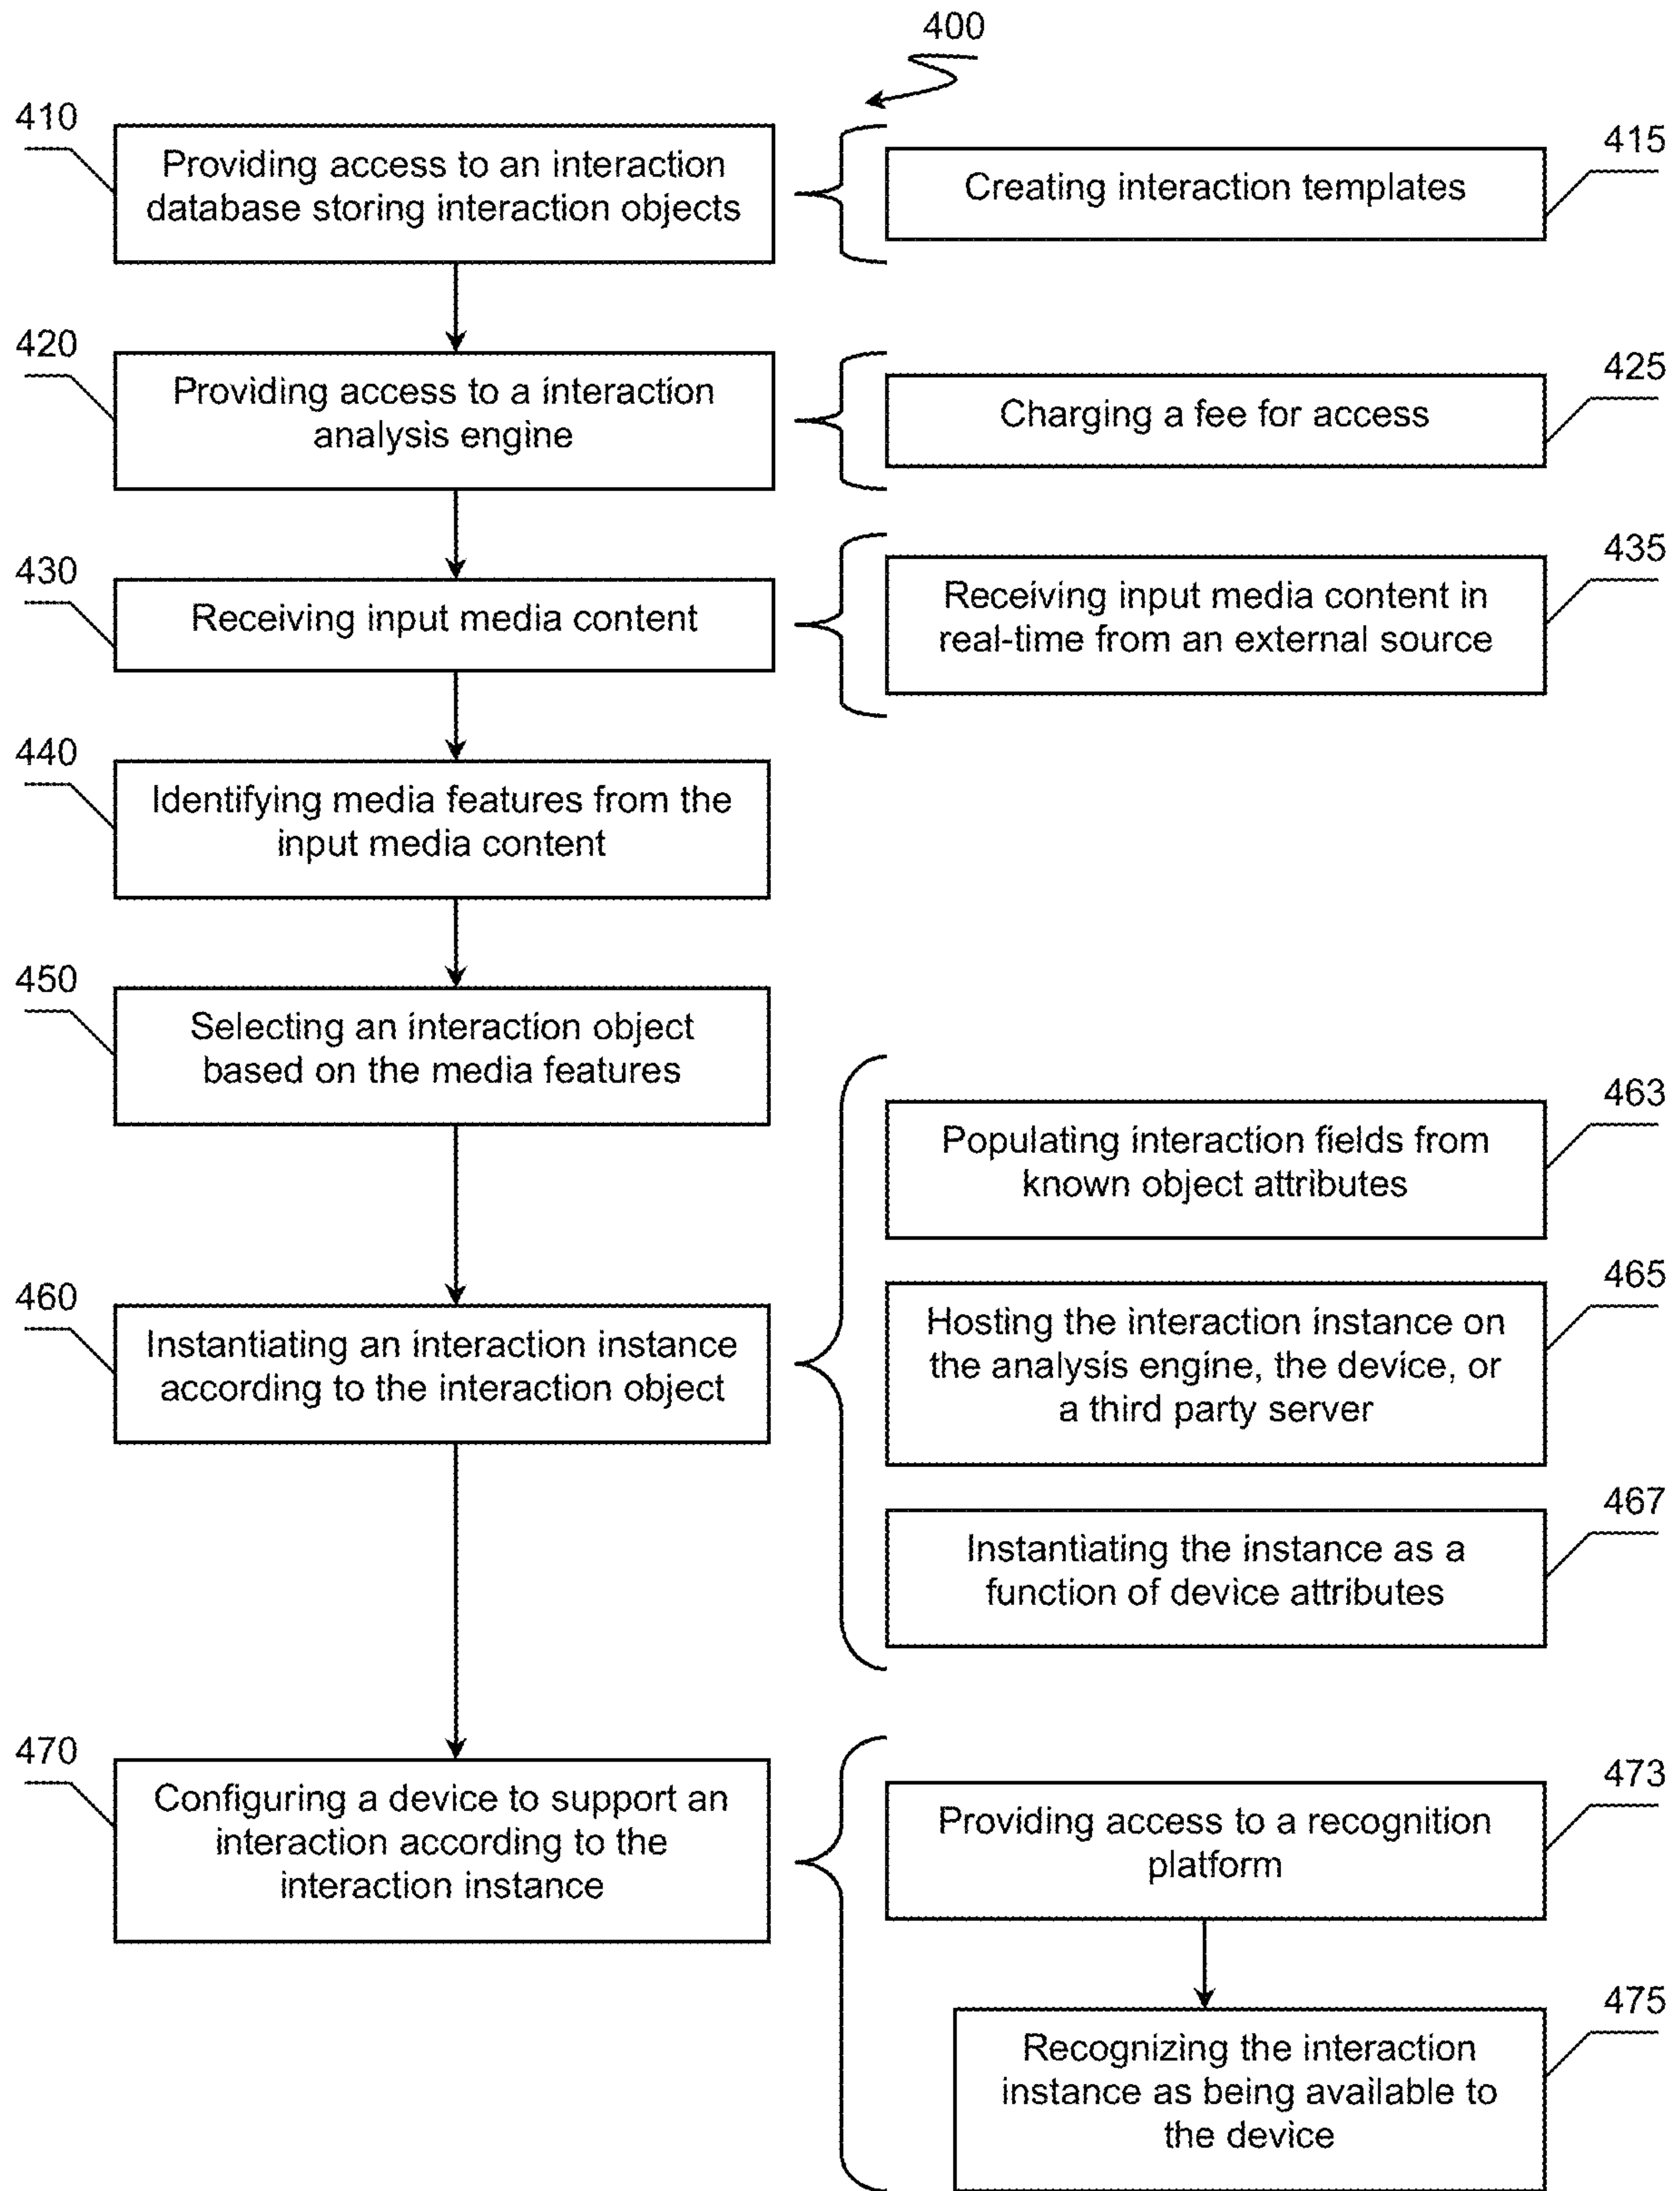 400
410
Providing access to an interaction
database storing interaction objects
415
Creating interaction templates
420
Providing access to a interaction
analysis engine
425
Charging a fee for access
430
Receiving input media content
435
Receiving input media content in
real-time from an external source
440
Identifying media features from the
input media content
450
Selecting an interaction object
based on the media features
460
Instantiating an interaction instance
according to the interaction object
463
Populating interaction fields from
known object attributes
465
Hosting the interaction instance on
the analysis engine, the device, or
a third party server
467
Instantiating the instance as a
function of device attributes
470
Configuring a device to support an
interaction according to the
interaction instance
473
Providing access to a recognition
platform
475
Recognizing the interaction
instance as being available to
the device